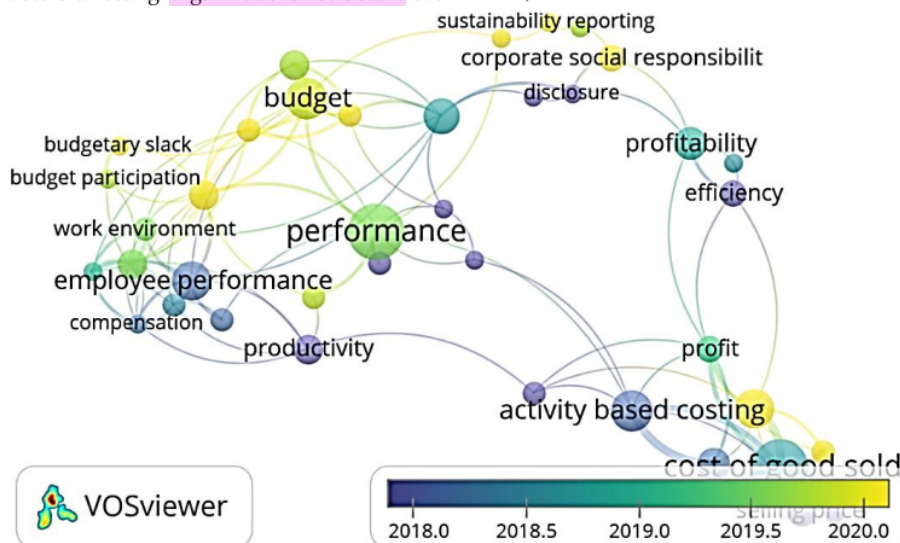 sustainability reporting
corporate social responsibilit
budget
disclosure
budgetary slack
profitability
budget participation
efficiency
work environment
performance
employee performance
compensation
productivity
profit
activity based costing
cost of good sold
selling price
VOSviewer
2018.0 2018.5 2019.0 2019.5 2020.0